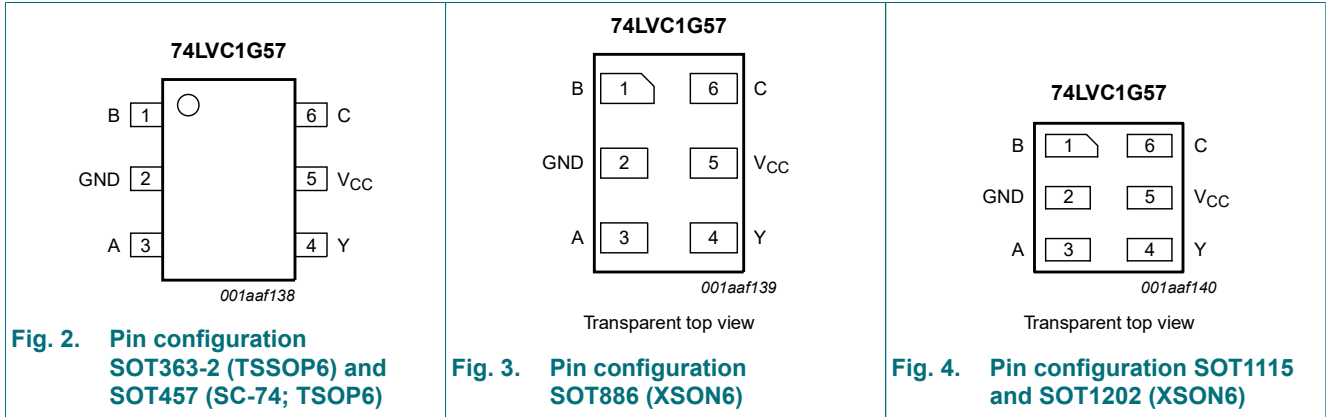 74LVC1G57
B 1 6 C
GND 2 5 VCC
A 3 4 Y
001aaf138
Fig. 2. Pin configuration
SOT363-2 (TSSOP6) and
SOT457 (SC-74; TSOP6)
74LVC1G57
B 1 6 C
GND 2 5 VCC
A 3 4 Y
001aaf139
Transparent top view
Fig. 3. Pin configuration
SOT886 (XSON6)
74LVC1G57
B 1 6 C
GND 2 5 VCC
A 3 4 Y
001aaf140
Transparent top view
Fig. 4. Pin configuration SOT1115
and SOT1202 (XSON6)